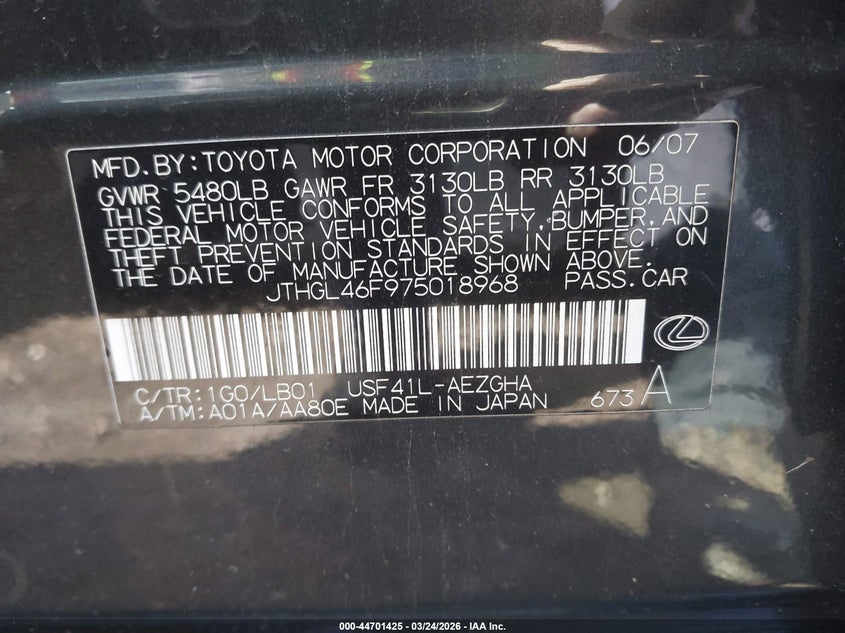 MFD.BY:TOYOTA MOTOR CORPORATION 06/07
GVWR 5480LB GAWR FR 3130LB RR 3130LB
THIS VEHICLE CONFORMS TO ALL APPLICABLE
FEDERAL MOTOR VEHICLE SAFETY,BUMPER,AND
THEFT PREVENTION STANDARDS IN EFFECT ON
THE DATE OF MANUFACTURE SHOWN ABOVE.
JTHGL46F975018968 PASS.CAR
C/TR:1G0/LB01 USF41L-AEZGHA
A/TM:A01A/AA80E MADE IN JAPAN 673 A
000-44701425 - 03/24/2026 - IAA Inc.